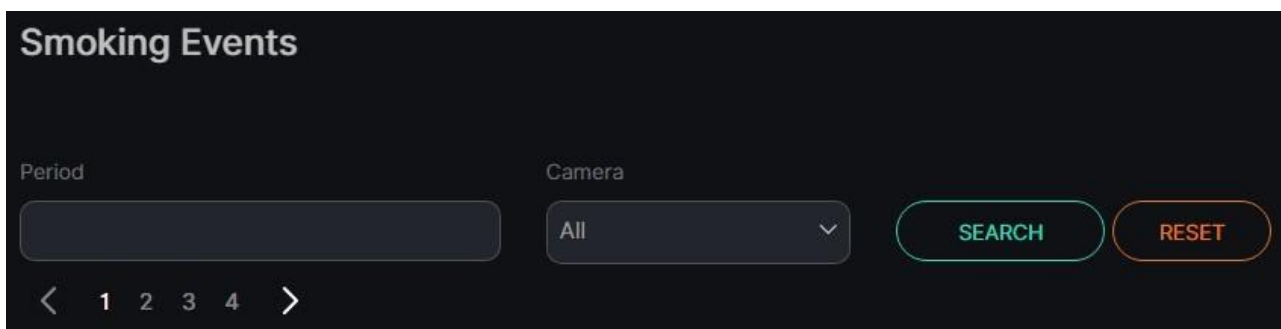 Smoking Events
Period
Camera
All
SEARCH
RESET
1 2 3 4